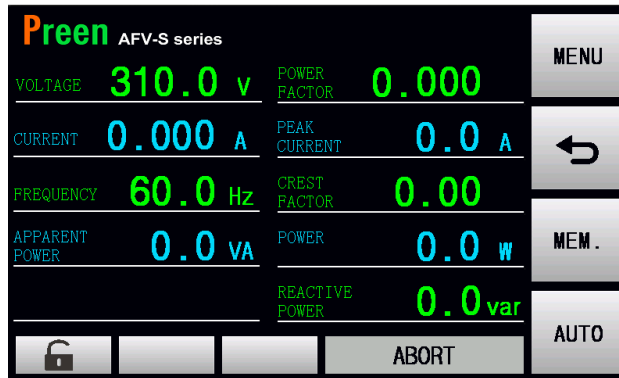 Preen AFV-S series
VOLTAGE 310.0 V
CURRENT 0.000 A
FREQUENCY 60.0 Hz
APPARENT
POWER 0.0 VA
POWER
FACTOR 0.000
PEAK
CURRENT 0.0 A
CREST
FACTOR 0.00
POWER 0.0 W
REACTIVE
POWER 0.0 var
ABORT
MENU
MEM.
AUTO